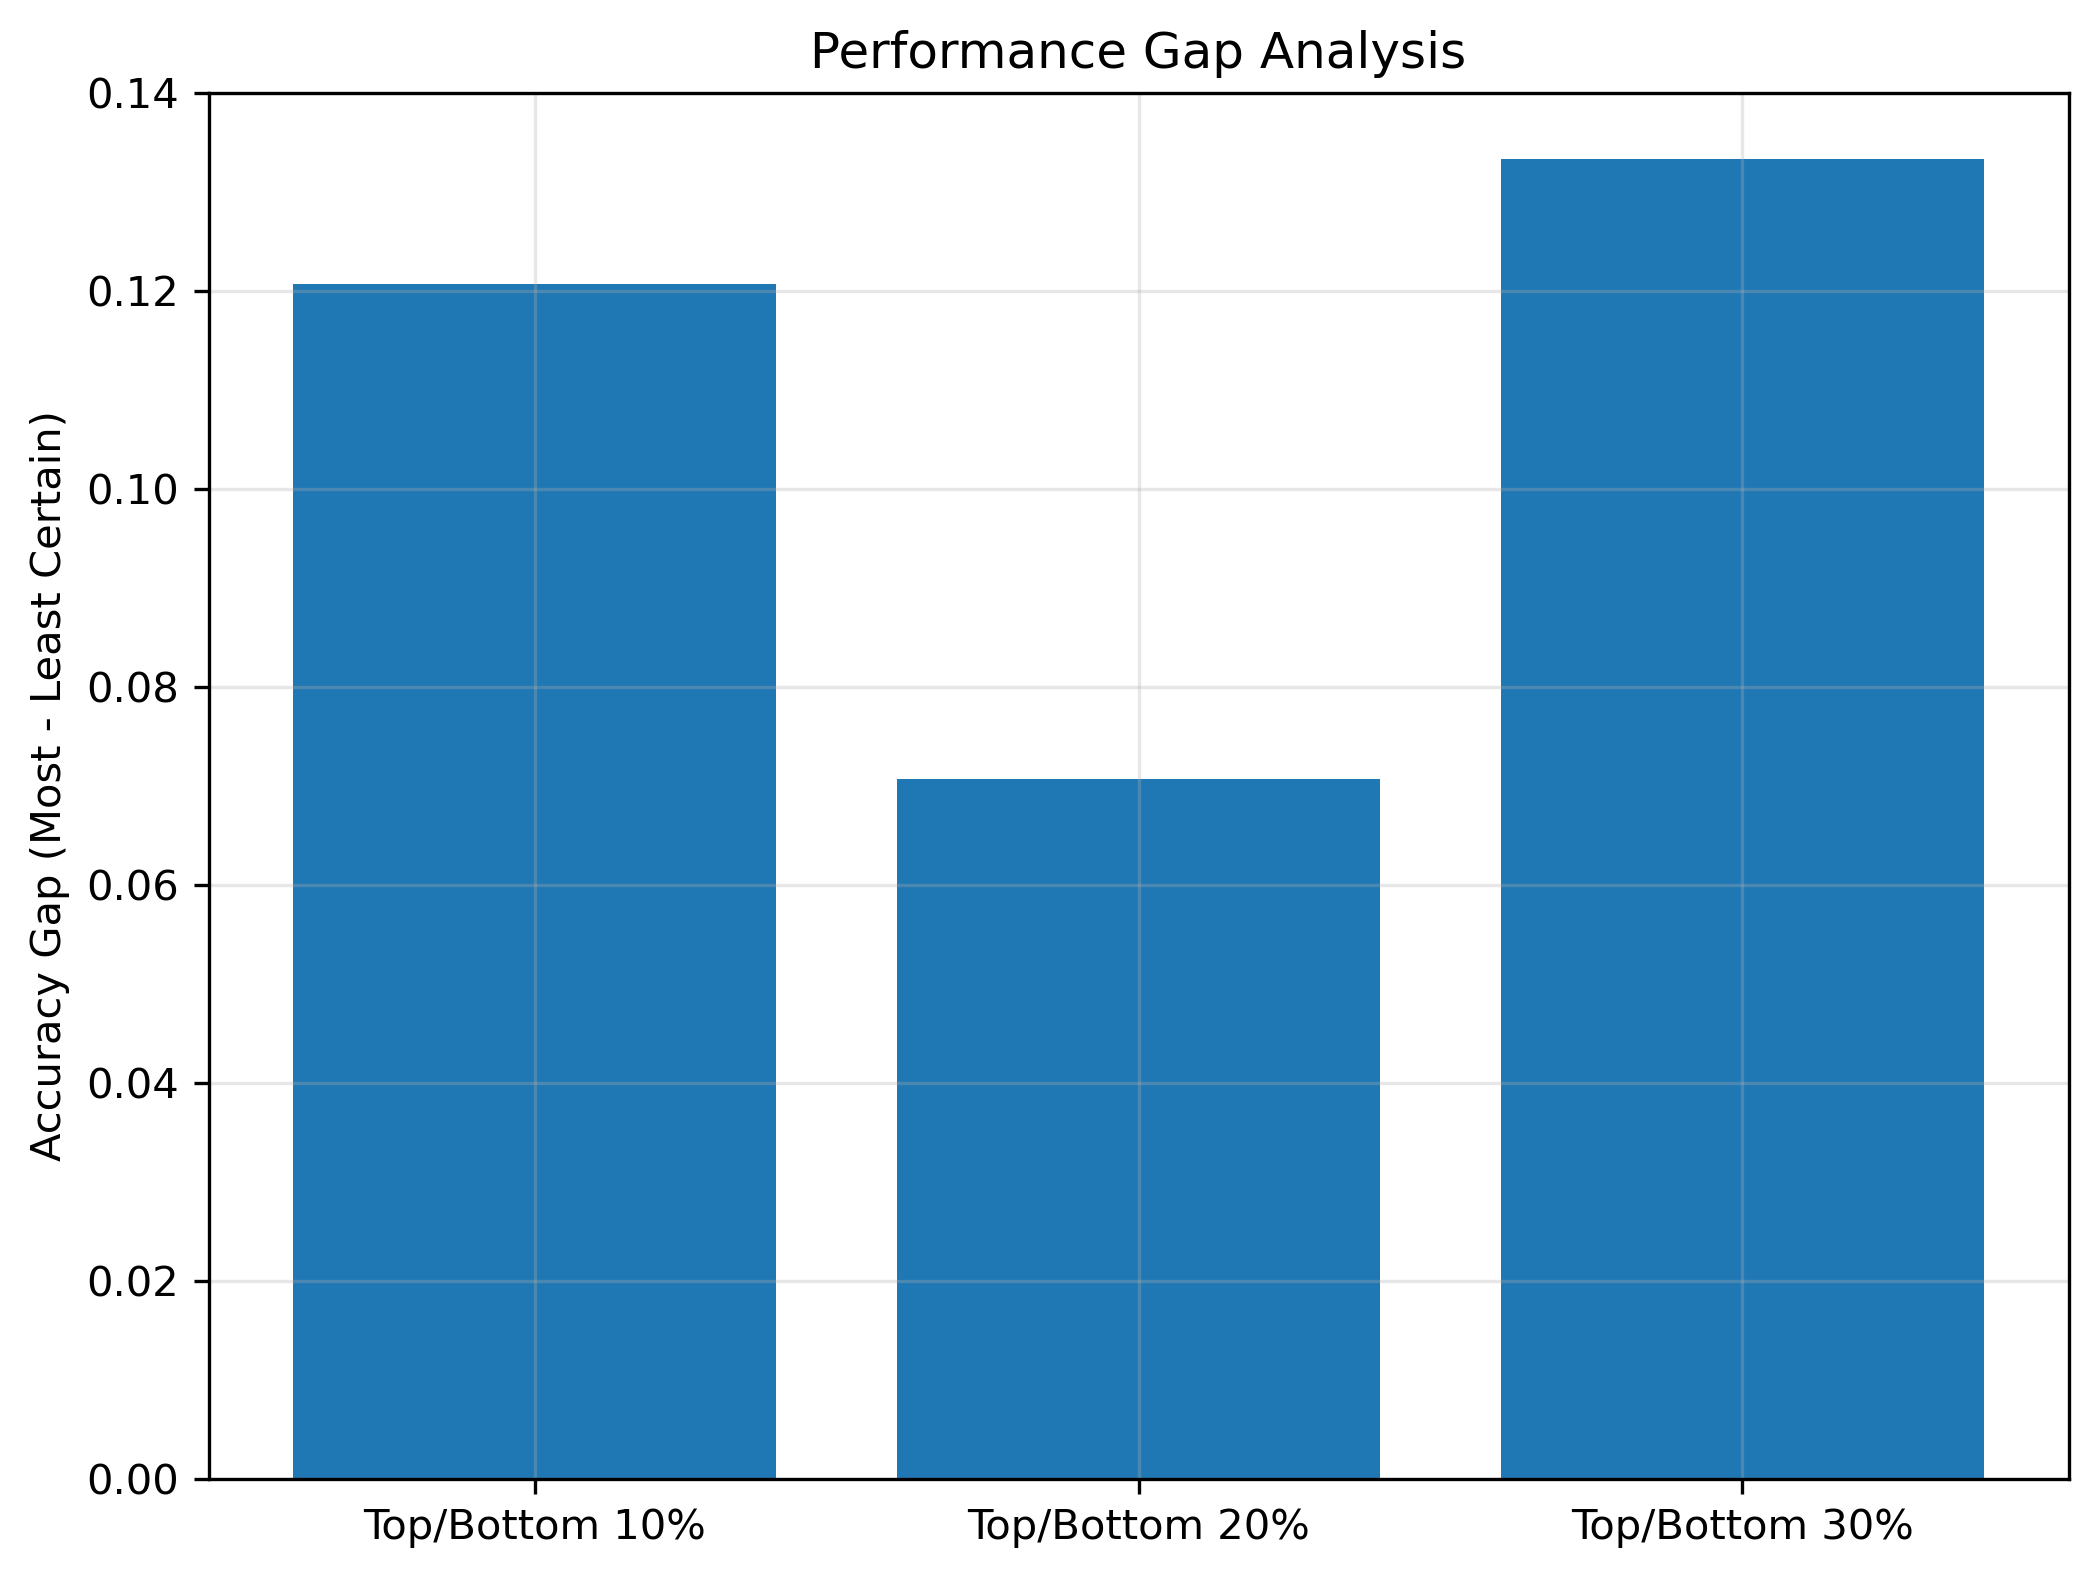 Performance Gap Analysis
Accuracy Gap (Most - Least Certain)
0.14
0.12
0.10
0.08
0.06
0.04
0.02
0.00
Top/Bottom 10%
Top/Bottom 20%
Top/Bottom 30%